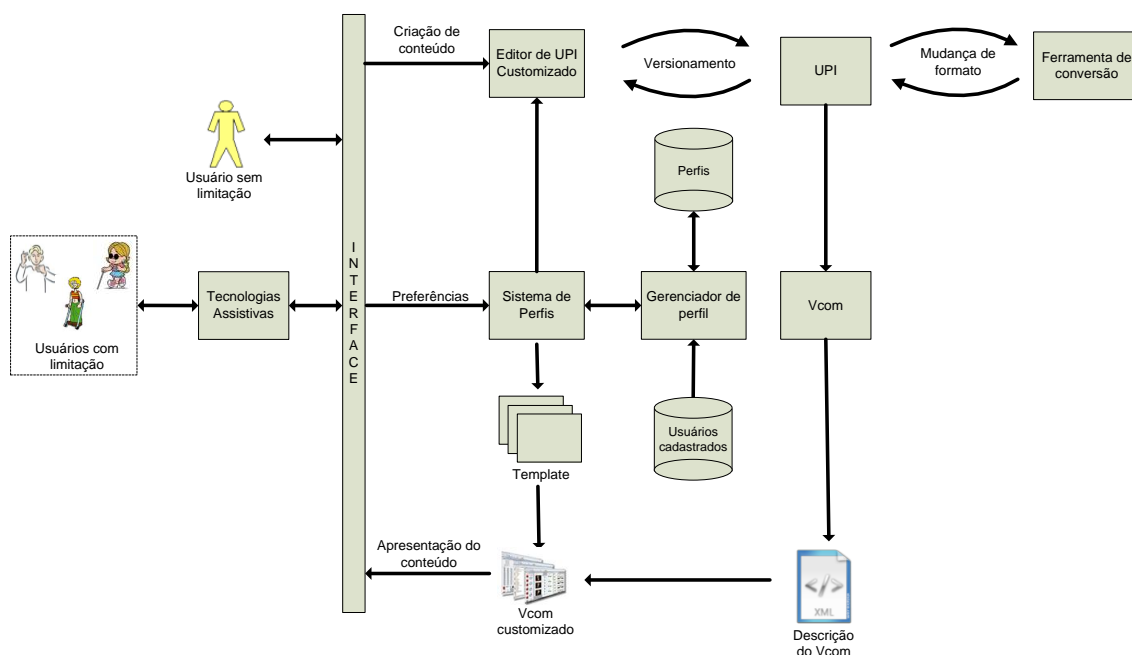 Criação de
conteúdo
Editor de UPI
Customizado
Versionamento
UPI
Mudança de
formato
Ferramenta de
conversão
Usuário sem
limitação
Perfis
INTERFACE
Tecnologias
Assistivas
Usuários com
limitação
Preferências
Sistema de
Perfis
Gerenciador de
perfil
Vcom
Template
Usuários
cadastrados
Apresentação do
conteúdo
Vcom
customizado
</>
XML
Descrição
do Vcom